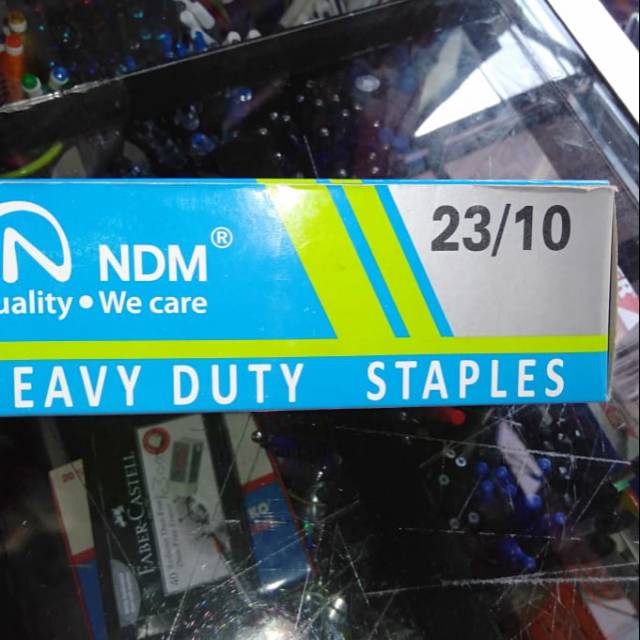 NDM®
uality • We care
23/10
EAVY DUTY STAPLES
FABER-CASTELL